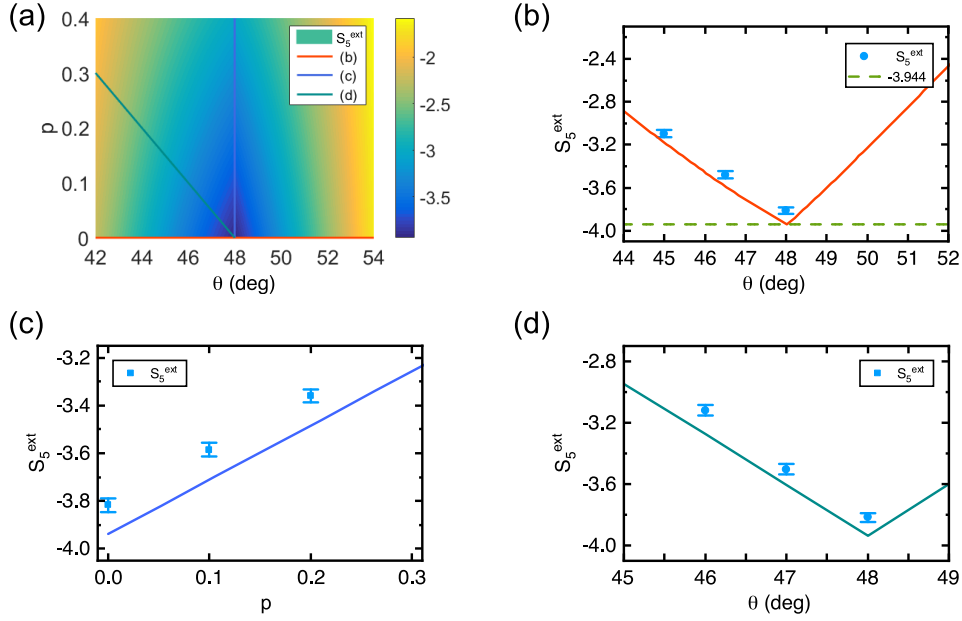 (a)
0.4
0.3
0.2
0.1
0
p
42 44 46 48 50 52 54
θ (deg)
S₅ᵉˣᵗ
(b)
(c)
(d)
-2
-2.5
-3
-3.5
(b)
-2.4
-2.8
-3.2
-3.6
-4.0
S₅ᵉˣᵗ
44 45 46 47 48 49 50 51 52
θ (deg)
S₅ᵉˣᵗ
-3.944
(c)
-3.2
-3.4
-3.6
-3.8
-4.0
S₅ᵉˣᵗ
0.0 0.1 0.2 0.3
p
S₅ᵉˣᵗ
(d)
-2.8
-3.2
-3.6
-4.0
S₅ᵉˣᵗ
45 46 47 48 49
θ (deg)
S₅ᵉˣᵗ